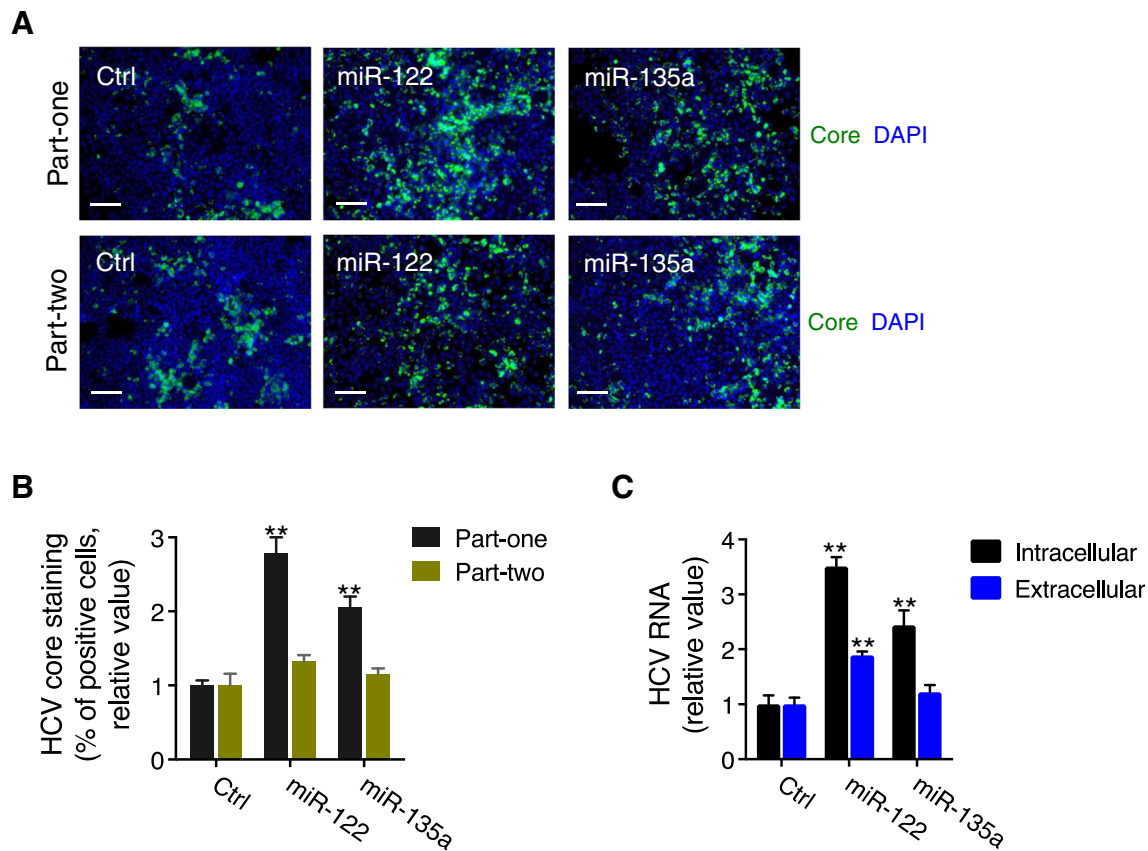 A
Part-one
Ctrl
miR-122
miR-135a
Core DAPI
Part-two
Ctrl
miR-122
miR-135a
Core DAPI
B
HCV core staining
(% of positive cells,
relative value)
3
2
1
0
**
**
Ctrl
miR-122
miR-135a
Part-one
Part-two
C
HCV RNA
(relative value)
4
3
2
1
0
**
**
**
Ctrl
miR-122
miR-135a
Intracellular
Extracellular